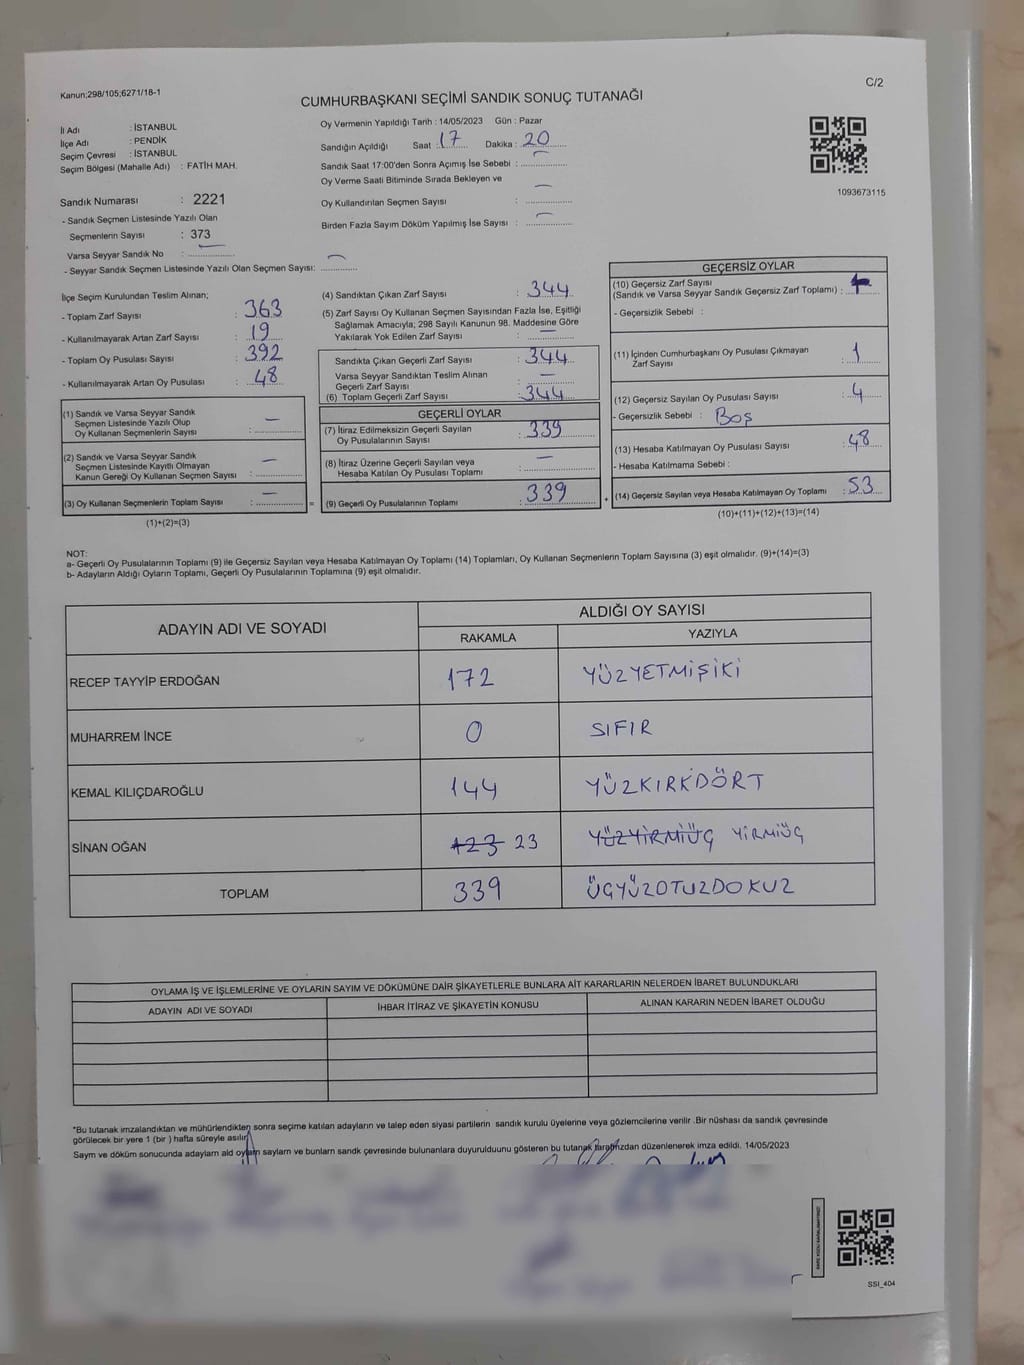 Kanun;298/105;6271/18-1
C/2
CUMHURBAŞKANI SEÇİMİ SANDIK SONUÇ TUTANAĞI
İl Adı : İSTANBUL
İlçe Adı : PENDİK
Seçim Çevresi : İSTANBUL
Seçim Bölgesi (Mahalle Adı) : FATİH MAH.
Sandık Numarası : 2221
- Sandık Seçmen Listesinde Yazılı Olan
Seçmenlerin Sayısı : 373
Varsa Seyyar Sandık No : —
- Seyyar Sandık Seçmen Listesinde Yazılı Olan Seçmen Sayısı: —
Oy Vermenin Yapıldığı Tarih : 14/05/2023 Gün : Pazar
Sandığın Açıldığı Saat : 17 Dakika : 20
Sandık Saat 17:00'den Sonra Açımış İse Sebebi : —
Oy Verme Saati Bitiminde Sırada Bekleyen ve
Oy Kullandırılan Seçmen Sayısı : —
Birden Fazla Sayım Döküm Yapılmış İse Sayısı : —
1093673115
İlçe Seçim Kurulundan Teslim Alınan;
- Toplam Zarf Sayısı : 363
- Kullanılmayarak Artan Zarf Sayısı : 19
- Toplam Oy Pusulası Sayısı : 392
- Kullanılmayarak Artan Oy Pusulası : 48
(1) Sandık ve Varsa Seyyar Sandık
Seçmen Listesinde Yazılı Olup
Oy Kullanan Seçmenlerin Sayısı : —
(2) Sandık ve Varsa Seyyar Sandık
Seçmen Listesinde Kayıtlı Olmayan
Kanun Gereği Oy Kullanan Seçmen Sayısı : —
(3) Oy Kullanan Seçmenlerin Toplam Sayısı : —
(1)+(2)=(3)
(4) Sandıktan Çıkan Zarf Sayısı : 344
(5) Zarf Sayısı Oy Kullanan Seçmen Sayısından Fazla İse, Eşitliği
Sağlamak Amacıyla; 298 Sayılı Kanunun 98. Maddesine Göre
Yakılarak Yok Edilen Zarf Sayısı : —
Sandıkta Çıkan Geçerli Zarf Sayısı : 344
Varsa Seyyar Sandıktan Teslim Alınan
Geçerli Zarf Sayısı : —
(6) Toplam Geçerli Zarf Sayısı : 344
GEÇERLİ OYLAR
(7) İtiraz Edilmeksizin Geçerli Sayılan
Oy Pusulalarının Sayısı : 339
(8) İtiraz Üzerine Geçerli Sayılan veya
Hesaba Katılan Oy Pusulası Toplamı : —
= (9) Geçerli Oy Pusulalarının Toplamı : 339
GEÇERSİZ OYLAR
(10) Geçersiz Zarf Sayısı
(Sandık ve Varsa Seyyar Sandık Geçersiz Zarf Toplamı) :
- Geçersizlik Sebebi :
(11) İçinden Cumhurbaşkanı Oy Pusulası Çıkmayan
Zarf Sayısı : 1
(12) Geçersiz Sayılan Oy Pusulası Sayısı : 4
- Geçersizlik Sebebi : Boş
(13) Hesaba Katılmayan Oy Pusulası Sayısı : 48
- Hesaba Katılmama Sebebi :
+ (14) Geçersiz Sayılan veya Hesaba Katılmayan Oy Toplamı : 53
(10)+(11)+(12)+(13)=(14)
NOT:
a- Geçerli Oy Pusulalarının Toplamı (9) ile Geçersiz Sayılan veya Hesaba Katılmayan Oy Toplamı (14) Toplamları, Oy Kullanan Seçmenlerin Toplam Sayısına (3) eşit olmalıdır. (9)+(14)=(3)
b- Adayların Aldığı Oyların Toplamı, Geçerli Oy Pusulalarının Toplamına (9) eşit olmalıdır.
ADAYIN ADI VE SOYADI ALDIĞI OY SAYISI
RAKAMLA YAZIYLA
RECEP TAYYİP ERDOĞAN 172 YÜZYETMİŞİKİ
MUHARREM İNCE 0 SIFIR
KEMAL KILIÇDAROĞLU 144 YÜZKIRKDÖRT
SİNAN OĞAN 123 23 YÜZYİRMİÜÇ YİRMİÜÇ
TOPLAM 339 ÜÇYÜZOTUZDOKUZ
OYLAMA İŞ VE İŞLEMLERİNE VE OYLARIN SAYIM VE DÖKÜMÜNE DAİR ŞİKAYETLERLE BUNLARA AİT KARARLARIN NELERDEN İBARET BULUNDUKLARI
ADAYIN ADI VE SOYADI İHBAR İTİRAZ VE ŞİKAYETİN KONUSU ALINAN KARARIN NEDEN İBARET OLDUĞU
*Bu tutanak imzalandıktan ve mühürlendikten sonra seçime katılan adayların ve talep eden siyasi partilerin sandık kurulu üyelerine veya gözlemcilerine verilir .Bir nüshası da sandık çevresinde
görülecek bir yere 1 (bir ) hafta süreyle asılır.
Saym ve döküm sonucunda adaylarn ald oylarn saylarn ve bunlarn sandk çevresinde bulunanlara duyurulduunu gösteren bu tutanak tarafmzdan düzenlenerek imza edildi. 14/05/2023
SSI_404